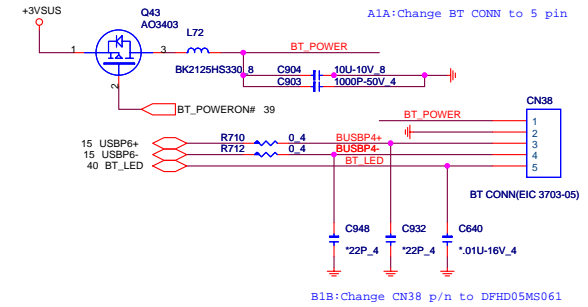 +3VSUS
Q43
AO3403
A1A:Change BT CONN to 5 pin
L72
1
3
BT_POWER
BK2125HS330_8
C904
10U-10V_8
C903
1000P-50V_4
2
BT_POWERON# 39
CN38
BT_POWER
1
2
15 USBP6+
R710
0_4
BUSBP4+
3
15 USBP6-
R712
0_4
BUSBP4-
4
40 BT_LED
BT_LED
5
BT CONN(EIC 3703-05)
C948
*22P_4
C932
*22P_4
C640
*.01U-16V_4
B1B:Change CN38 p/n to DFHD05MS061